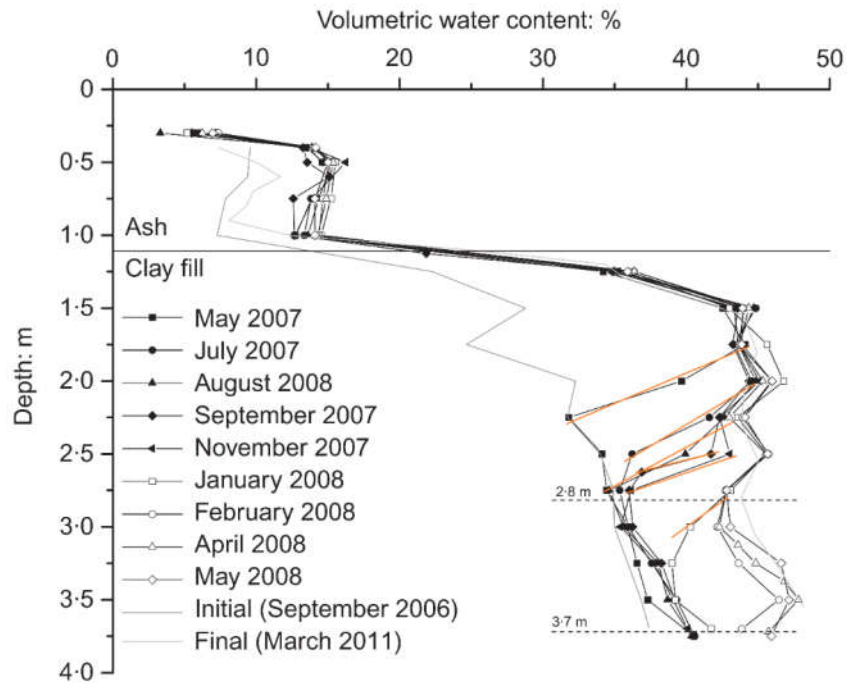 Volumetric water content: %
0 10 20 30 40 50
Depth: m
0
0·5
1·0
1·5
2·0
2·5
3·0
3·5
4·0
Ash
Clay fill
May 2007
July 2007
August 2008
September 2007
November 2007
January 2008
February 2008
April 2008
May 2008
Initial (September 2006)
Final (March 2011)
2·8 m
3·7 m